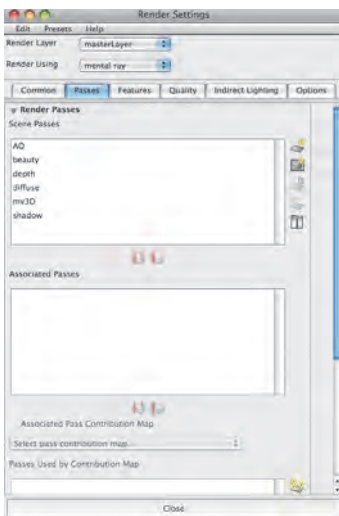 Render Settings
Edit Presets Help
Render Layer masterLayer
Render Using mental ray
Common Passes Features Quality Indirect Lighting Options
Render Passes
Scene Passes
AO
beauty
depth
diffuse
mv3D
shadow
Associated Passes
Associated Pass Contribution Map
Select pass contribution map...
Passes Used by Contribution Map
Close